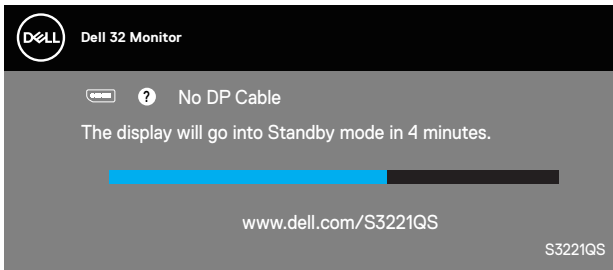 DELL
Dell 32 Monitor
? No DP Cable
The display will go into Standby mode in 4 minutes.
www.dell.com/S3221QS
S3221QS